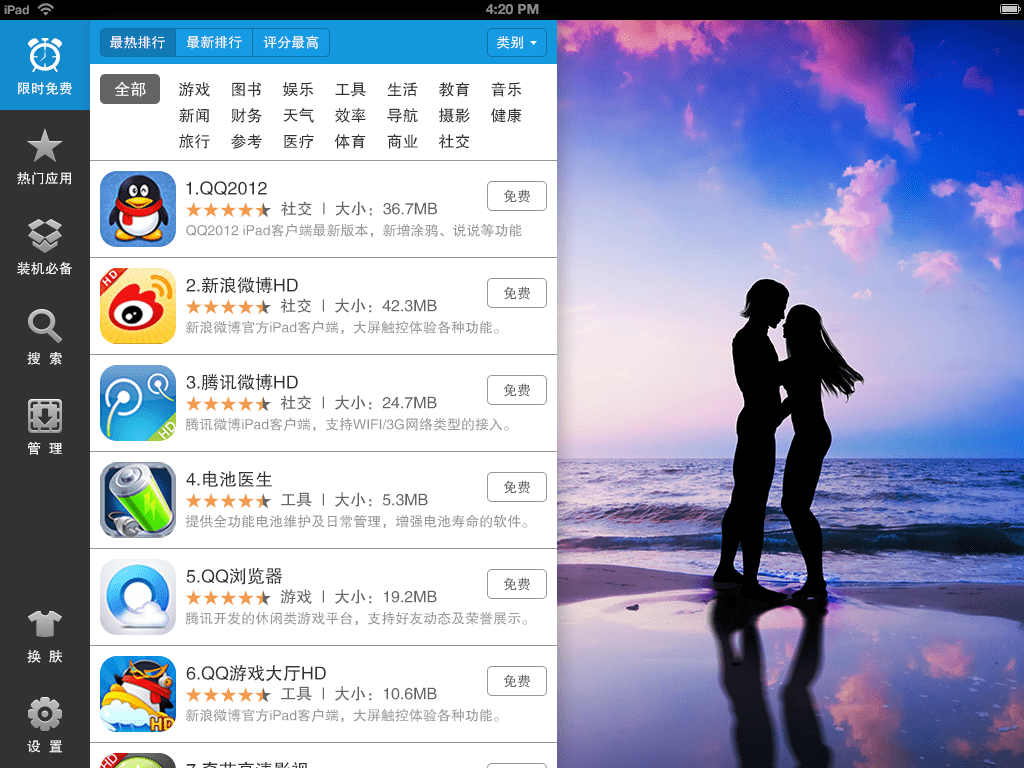 iPad 4:20 PM
限时免费
热门应用
装机必备
搜 索
管 理
换 肤
设 置
最热排行 最新排行 评分最高 类别
全部 游戏 图书 娱乐 工具 生活 教育 音乐
新闻 财务 天气 效率 导航 摄影 健康
旅行 参考 医疗 体育 商业 社交
1.QQ2012
社交 | 大小：36.7MB
免费
QQ2012 iPad客户端最新版本，新增涂鸦、说说等功能
HD
2.新浪微博HD
社交 | 大小：42.3MB
免费
新浪微博官方iPad客户端，大屏触控体验各种功能。
3.腾讯微博HD
社交 | 大小：24.7MB
免费
腾讯微博iPad客户端，支持WIFI/3G网络类型的接入。
HD
4.电池医生
工具 | 大小：5.3MB
免费
提供全功能电池维护及日常管理，增强电池寿命的软件。
5.QQ浏览器
游戏 | 大小：19.2MB
免费
腾讯开发的休闲类游戏平台，支持好友动态及荣誉展示。
6.QQ游戏大厅HD
工具 | 大小：10.6MB
免费
新浪微博官方iPad客户端，大屏触控体验各种功能。
HD
HD
7.奇艺高清影视